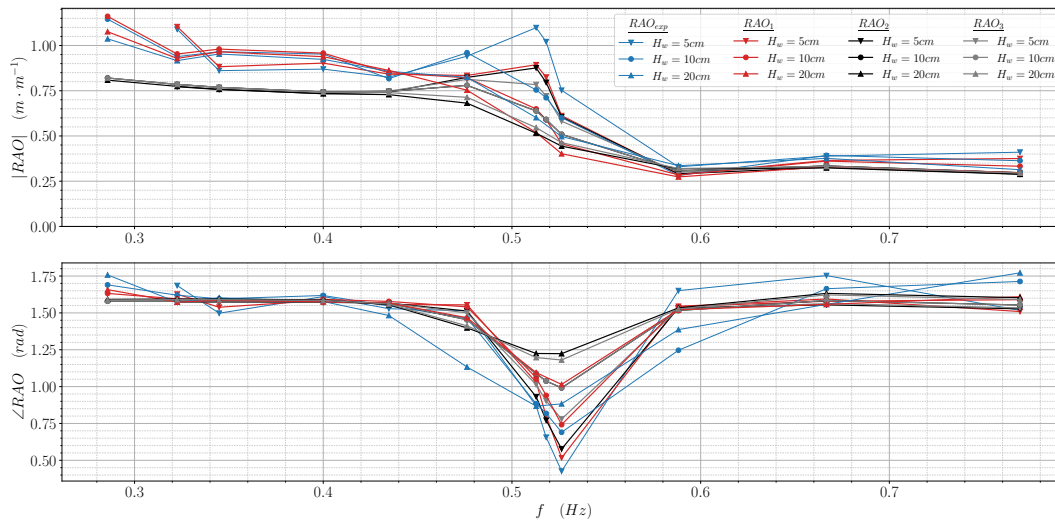 RAO_exp RAO_1 RAO_2 RAO_3
H_w = 5cm H_w = 5cm H_w = 5cm H_w = 5cm
H_w = 10cm H_w = 10cm H_w = 10cm H_w = 10cm
H_w = 20cm H_w = 20cm H_w = 20cm H_w = 20cm
|RAO| (m · m⁻¹)
1.00
0.75
0.50
0.25
0.00
0.3 0.4 0.5 0.6 0.7
∠RAO (rad)
1.75
1.50
1.25
1.00
0.75
0.50
0.3 0.4 0.5 0.6 0.7
f (Hz)